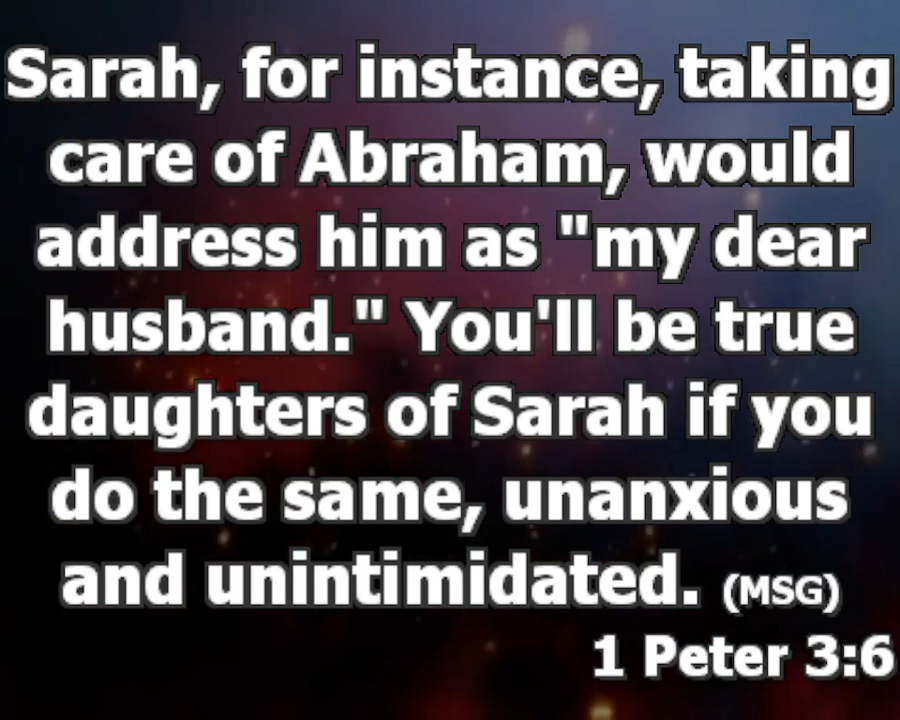 Sarah, for instance, taking
care of Abraham, would
address him as "my dear
husband." You'll be true
daughters of Sarah if you
do the same, unanxious
and unintimidated. (MSG)
1 Peter 3:6